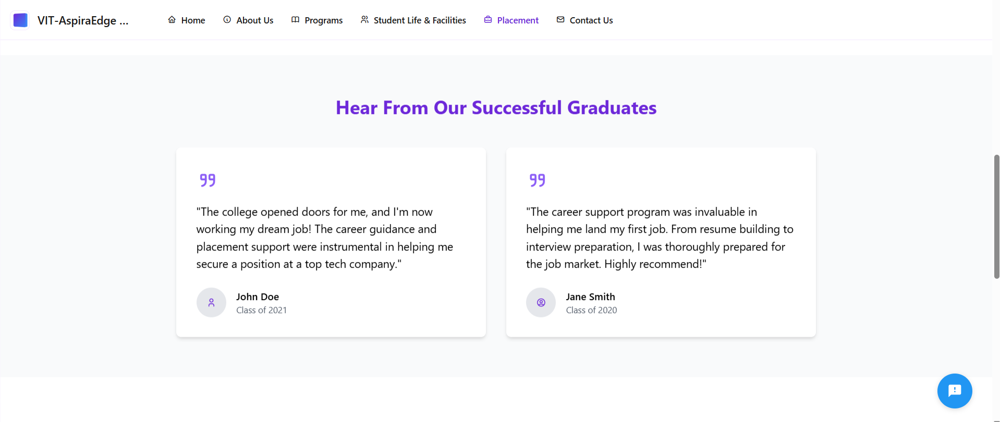 VIT-AspiraEdge ...
Home
About Us
Programs
Student Life & Facilities
Placement
Contact Us
Hear From Our Successful Graduates
"The college opened doors for me, and I'm now
working my dream job! The career guidance and
placement support were instrumental in helping me
secure a position at a top tech company."
John Doe
Class of 2021
"The career support program was invaluable in
helping me land my first job. From resume building to
interview preparation, I was thoroughly prepared for
the job market. Highly recommend!"
Jane Smith
Class of 2020